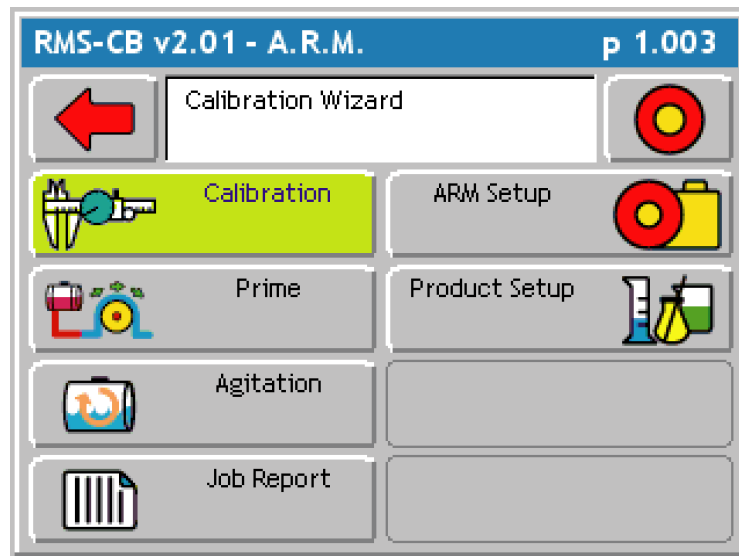 RMS-CB v2.01 - A.R.M. p 1.003
Calibration Wizard
Calibration ARM Setup
Prime Product Setup
Agitation
Job Report